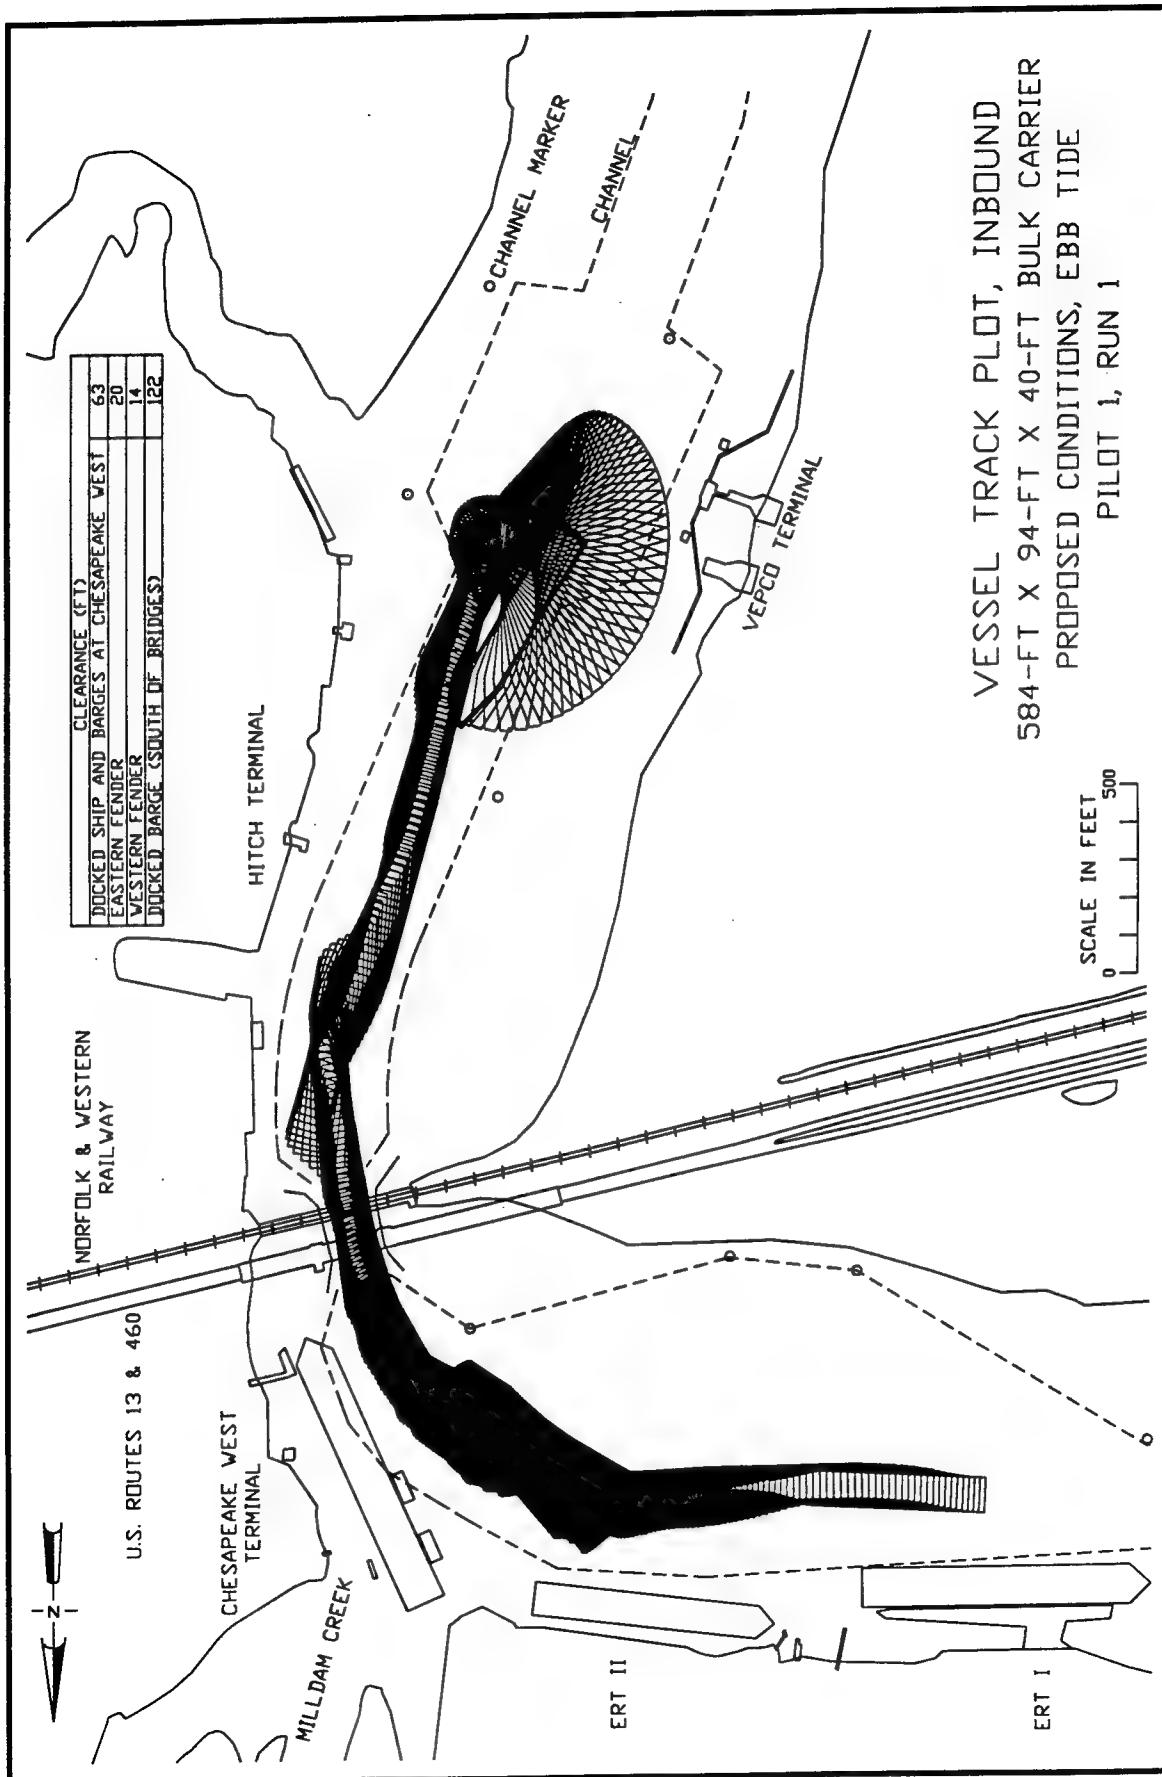 CLEARANCE (FT)
DOCKED SHIP AND BARGES AT CHESAPEAKE WEST 63
EASTERN FENDER 20
WESTERN FENDER 14
DOCKED BARGE (SOUTH OF BRIDGES) 122
N
U.S. ROUTES 13 & 460
NORFOLK & WESTERN
RAILWAY
HITCH TERMINAL
CHANNEL MARKER
CHANNEL
CHESAPEAKE WEST
TERMINAL
MILLDAM CREEK
VEPCO TERMINAL
ERT II
ERT I
SCALE IN FEET
0 500
VESSEL TRACK PLOT, INBOUND
584-FT X 94-FT X 40-FT BULK CARRIER
PROPOSED CONDITIONS, EBB TIDE
PILOT 1, RUN 1